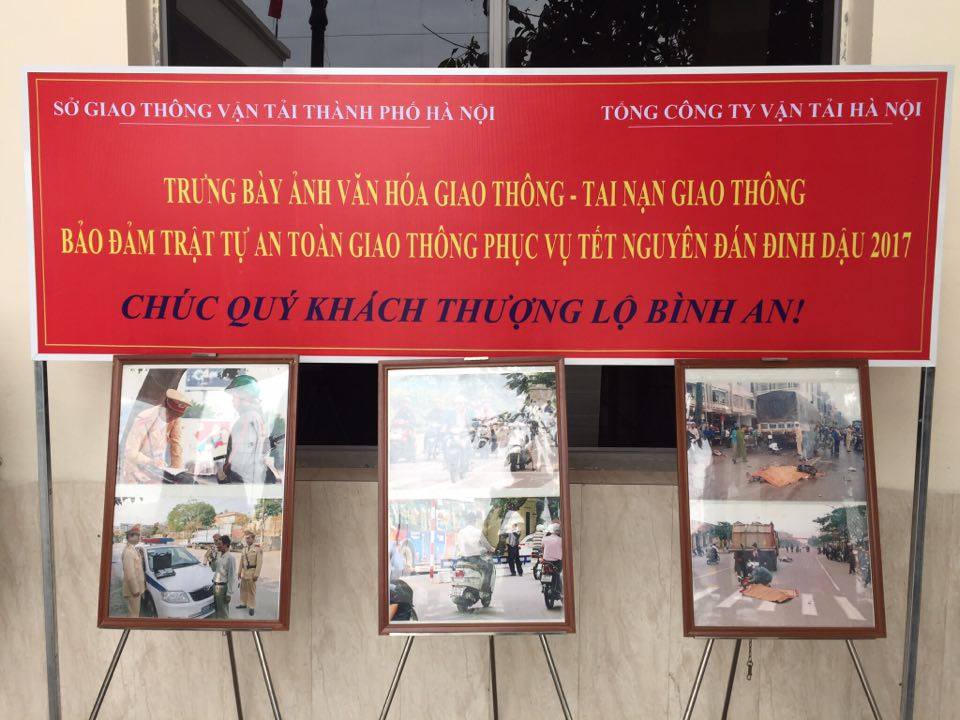 SỞ GIAO THÔNG VẬN TẢI THÀNH PHỐ HÀ NỘI
TỔNG CÔNG TY VẬN TẢI HÀ NỘI
TRƯNG BÀY ẢNH VĂN HÓA GIAO THÔNG - TAI NẠN GIAO THÔNG
BẢO ĐẢM TRẬT TỰ AN TOÀN GIAO THÔNG PHỤC VỤ TẾT NGUYÊN ĐÁN ĐINH DẬU 2017
CHÚC QUÝ KHÁCH THƯỢNG LỘ BÌNH AN!